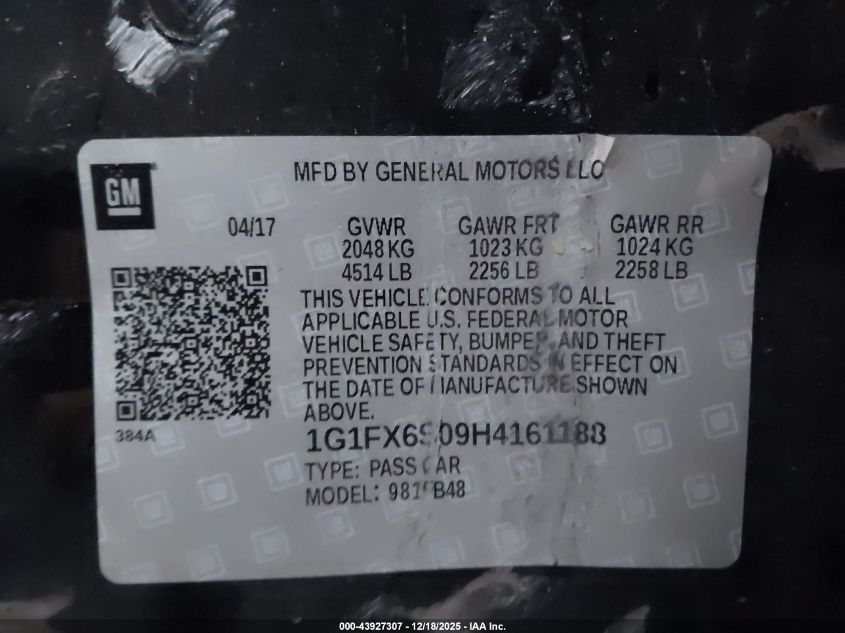 GM
MFD BY GENERAL MOTORS LLC
04/17 GVWR GAWR FRT GAWR RR
2048 KG 1023 KG 1024 KG
4514 LB 2256 LB 2258 LB
THIS VEHICLE CONFORMS TO ALL
APPLICABLE U.S. FEDERAL MOTOR
VEHICLE SAFETY, BUMPER, AND THEFT
PREVENTION STANDARDS IN EFFECT ON
THE DATE OF MANUFACTURE SHOWN
ABOVE.
384A
1G1FX6S09H4161188
TYPE: PASS CAR
MODEL:
000-43927307 - 12/18/2025 - IAA Inc.